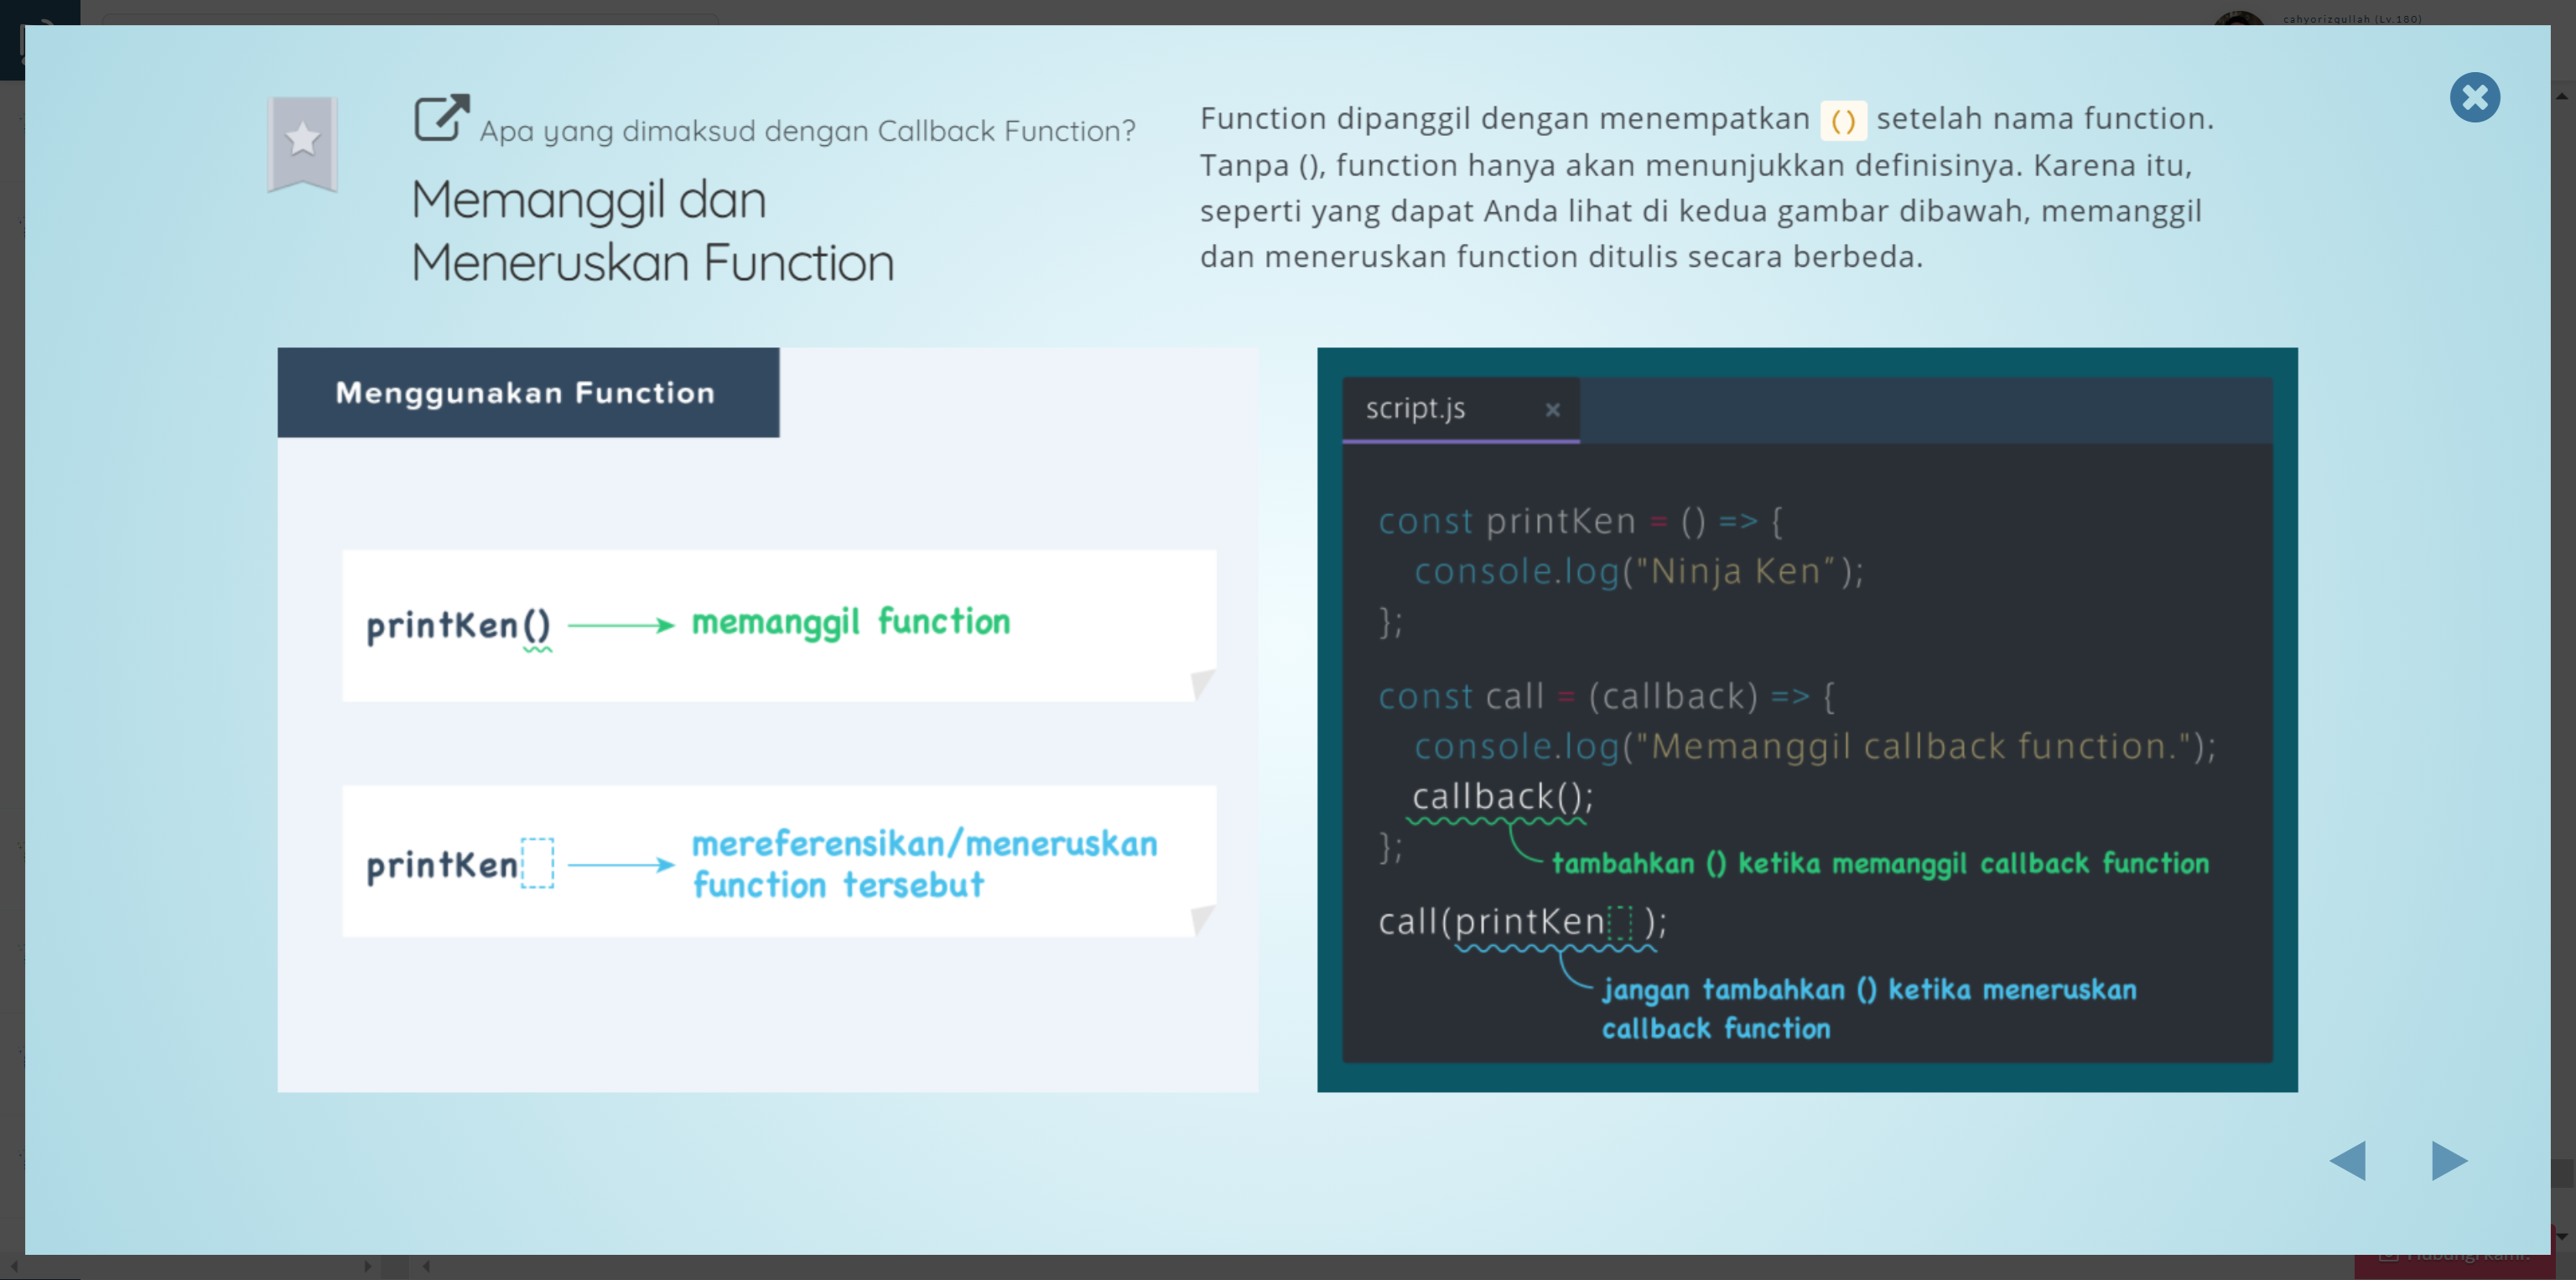 cahyorizqullah (Lv.180)
Apa yang dimaksud dengan Callback Function?
Memanggil dan
Meneruskan Function
Function dipanggil dengan menempatkan () setelah nama function.
Tanpa (), function hanya akan menunjukkan definisinya. Karena itu,
seperti yang dapat Anda lihat di kedua gambar dibawah, memanggil
dan meneruskan function ditulis secara berbeda.
Menggunakan Function
printKen() memanggil function
printKen mereferensikan/meneruskan
function tersebut
script.js
const printKen = () => {
console.log("Ninja Ken");
};
const call = (callback) => {
console.log("Memanggil callback function.");
callback();
};
tambahkan () ketika memanggil callback function
call(printKen );
jangan tambahkan () ketika meneruskan
callback function